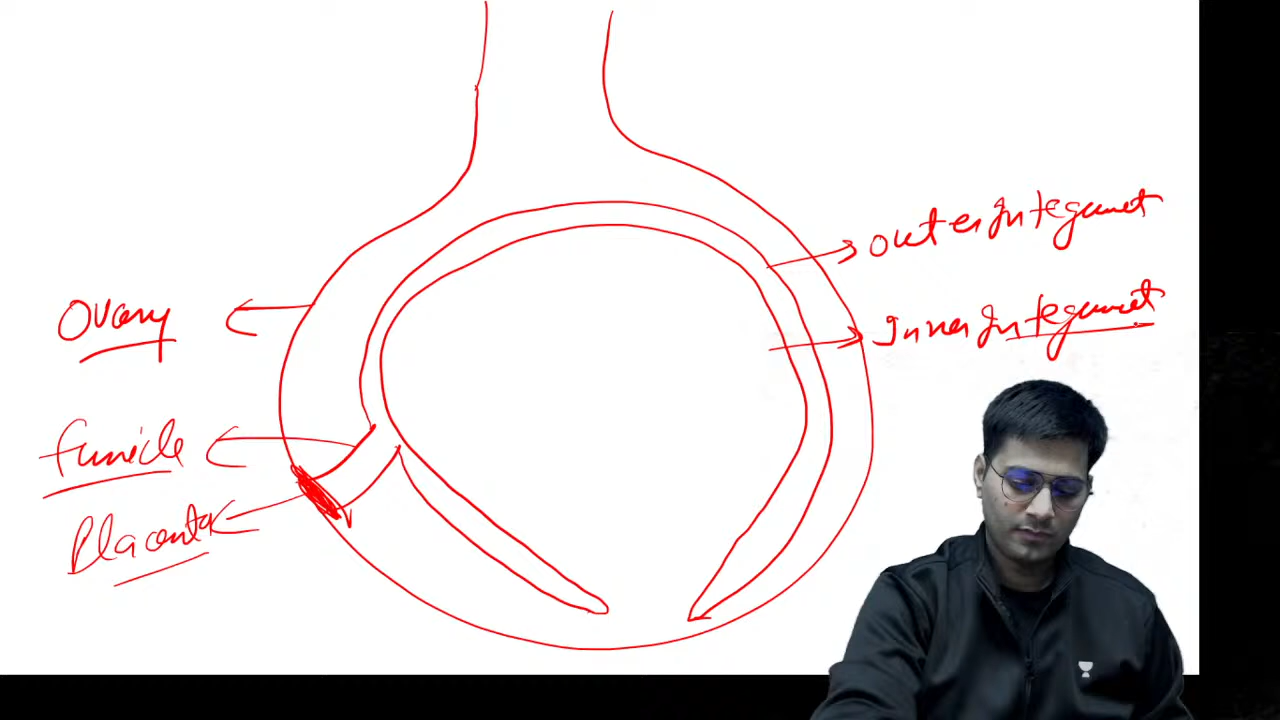 Ovary
funicle
Placenta
Outer Integument
Inner Integument